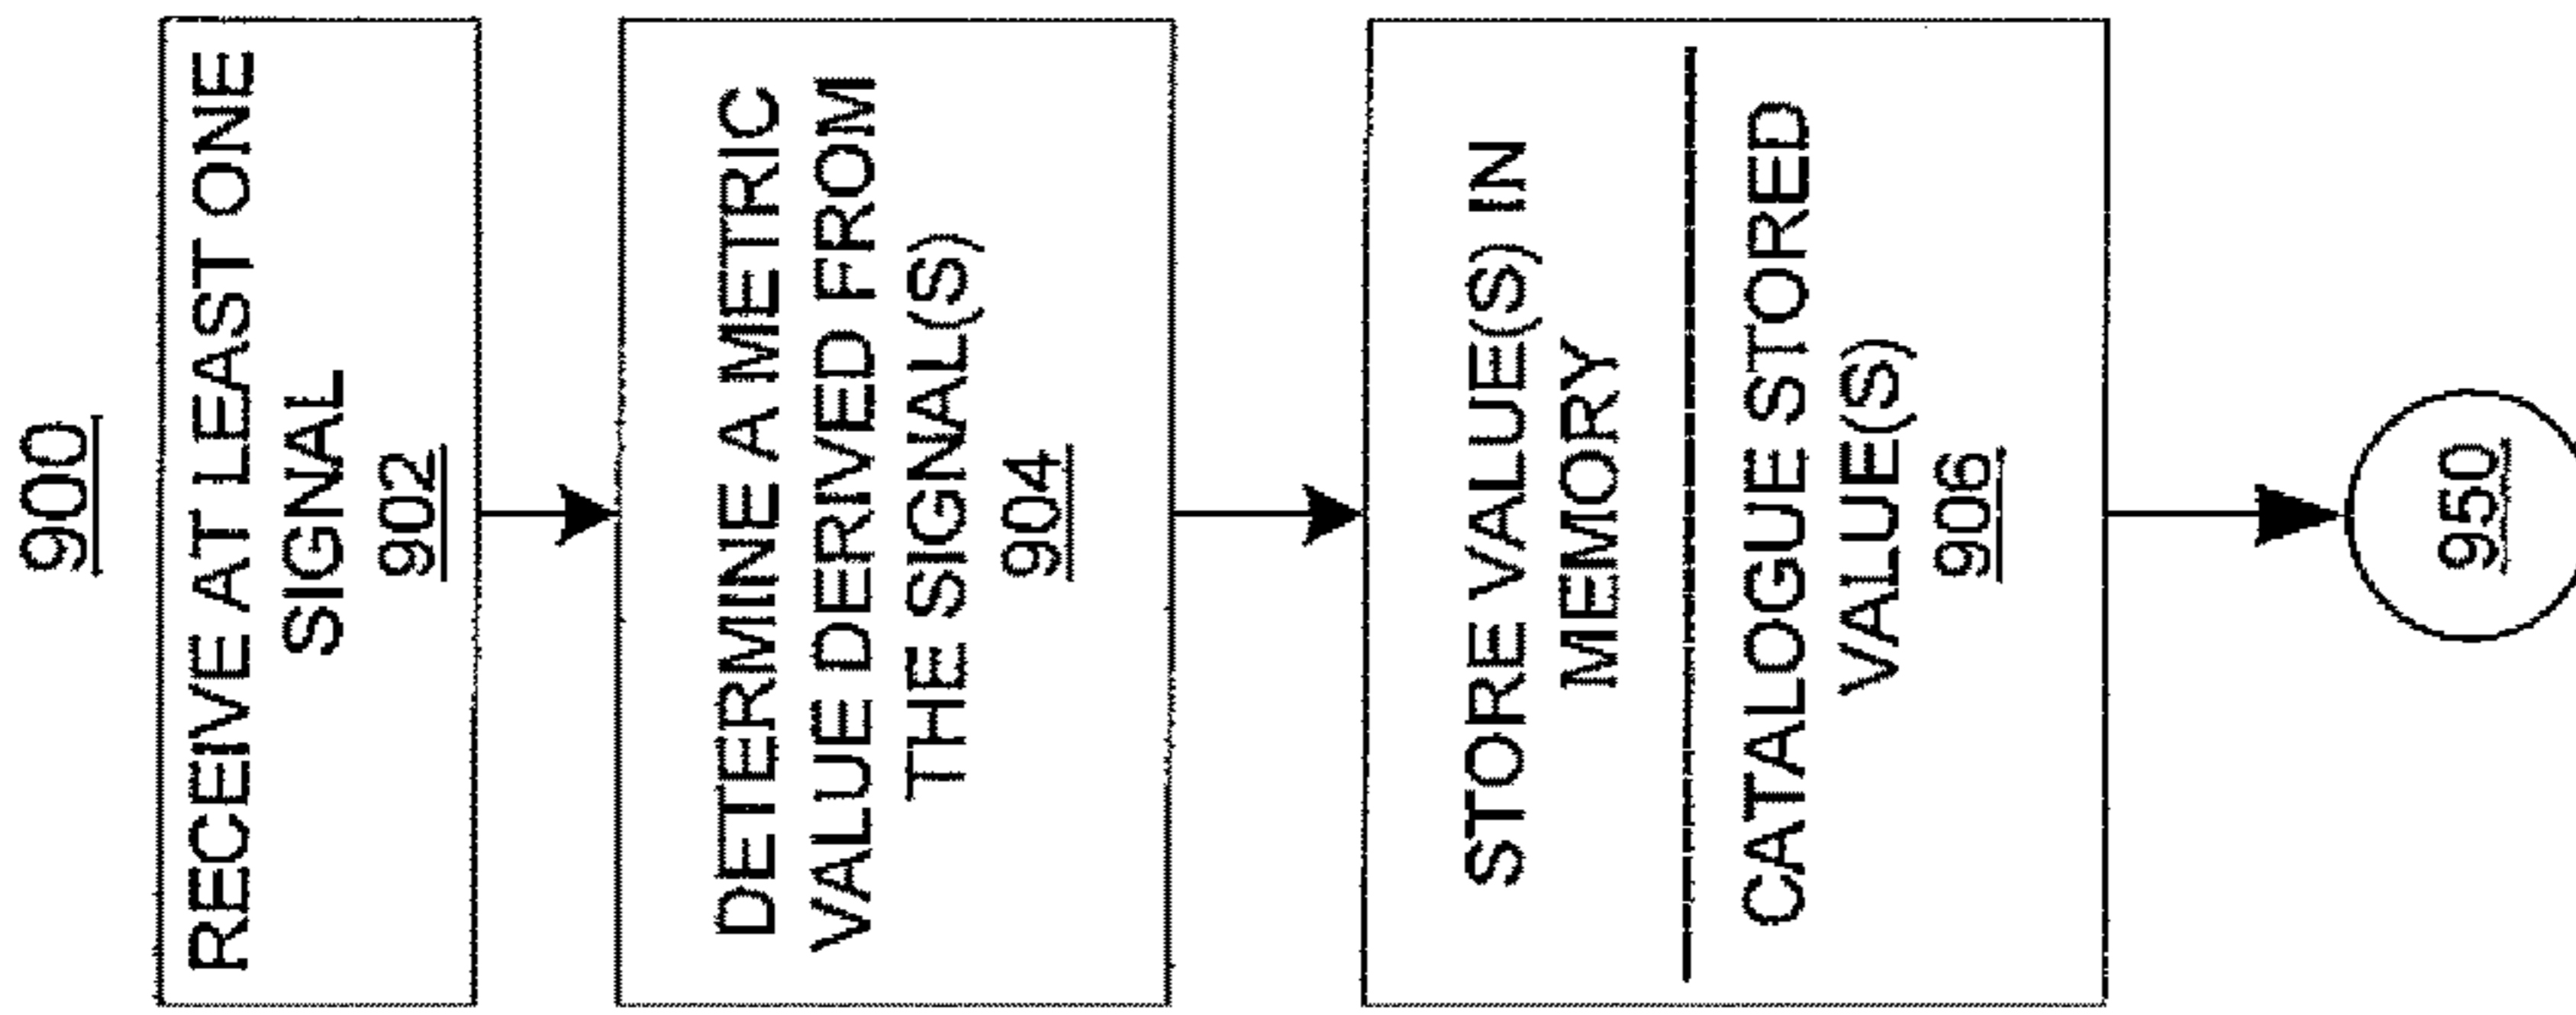 900
RECEIVE AT LEAST ONE
SIGNAL
902
DETERMINE A METRIC
VALUE DERIVED FROM
THE SIGNAL(S)
904
STORE VALUE(S) IN
MEMORY
CATALOGUE STORED
VALUE(S)
906
950